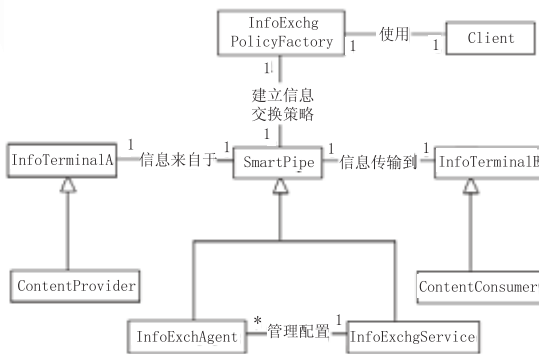 InfoExchg
PolicyFactory
1
使用
1
Client
1
建立信息
交换策略
1
InfoTerminalA
1
信息来自于
1
SmartPipe
1
信息传输到
1
InfoTerminalB
ContentProvider
ContentConsumer
InfoExchAgent
*
管理配置
1
InfoExchgService